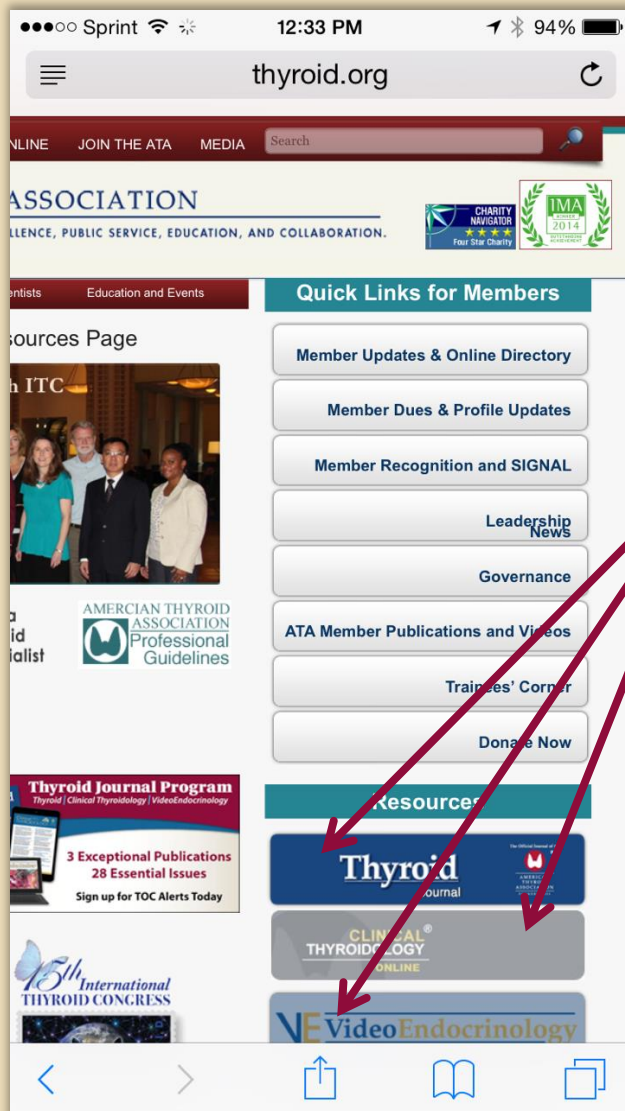 Sprint 12:33 PM 94%
thyroid.org
NLINE JOIN THE ATA MEDIA Search
ASSOCIATION
LLENCE, PUBLIC SERVICE, EDUCATION, AND COLLABORATION.
CHARITY
NAVIGATOR
Four Star Charity
IMA
2014
entists Education and Events
sources Page
h ITC
a
id
ialist
AMERCIAN THYROID
ASSOCIATION
Professional
Guidelines
Thyroid Journal Program
Thyroid | Clinical Thyroidology | VideoEndocrinology
3 Exceptional Publications
28 Essential Issues
Sign up for TOC Alerts Today
15th International
THYROID CONGRESS
Quick Links for Members
Member Updates & Online Directory
Member Dues & Profile Updates
Member Recognition and SIGNAL
Leadership
News
Governance
ATA Member Publications and Videos
Trainees' Corner
Donate Now
Resources
Thyroid
Journal
CLINICAL®
THYROIDOLOGY
ONLINE
VE VideoEndocrinology